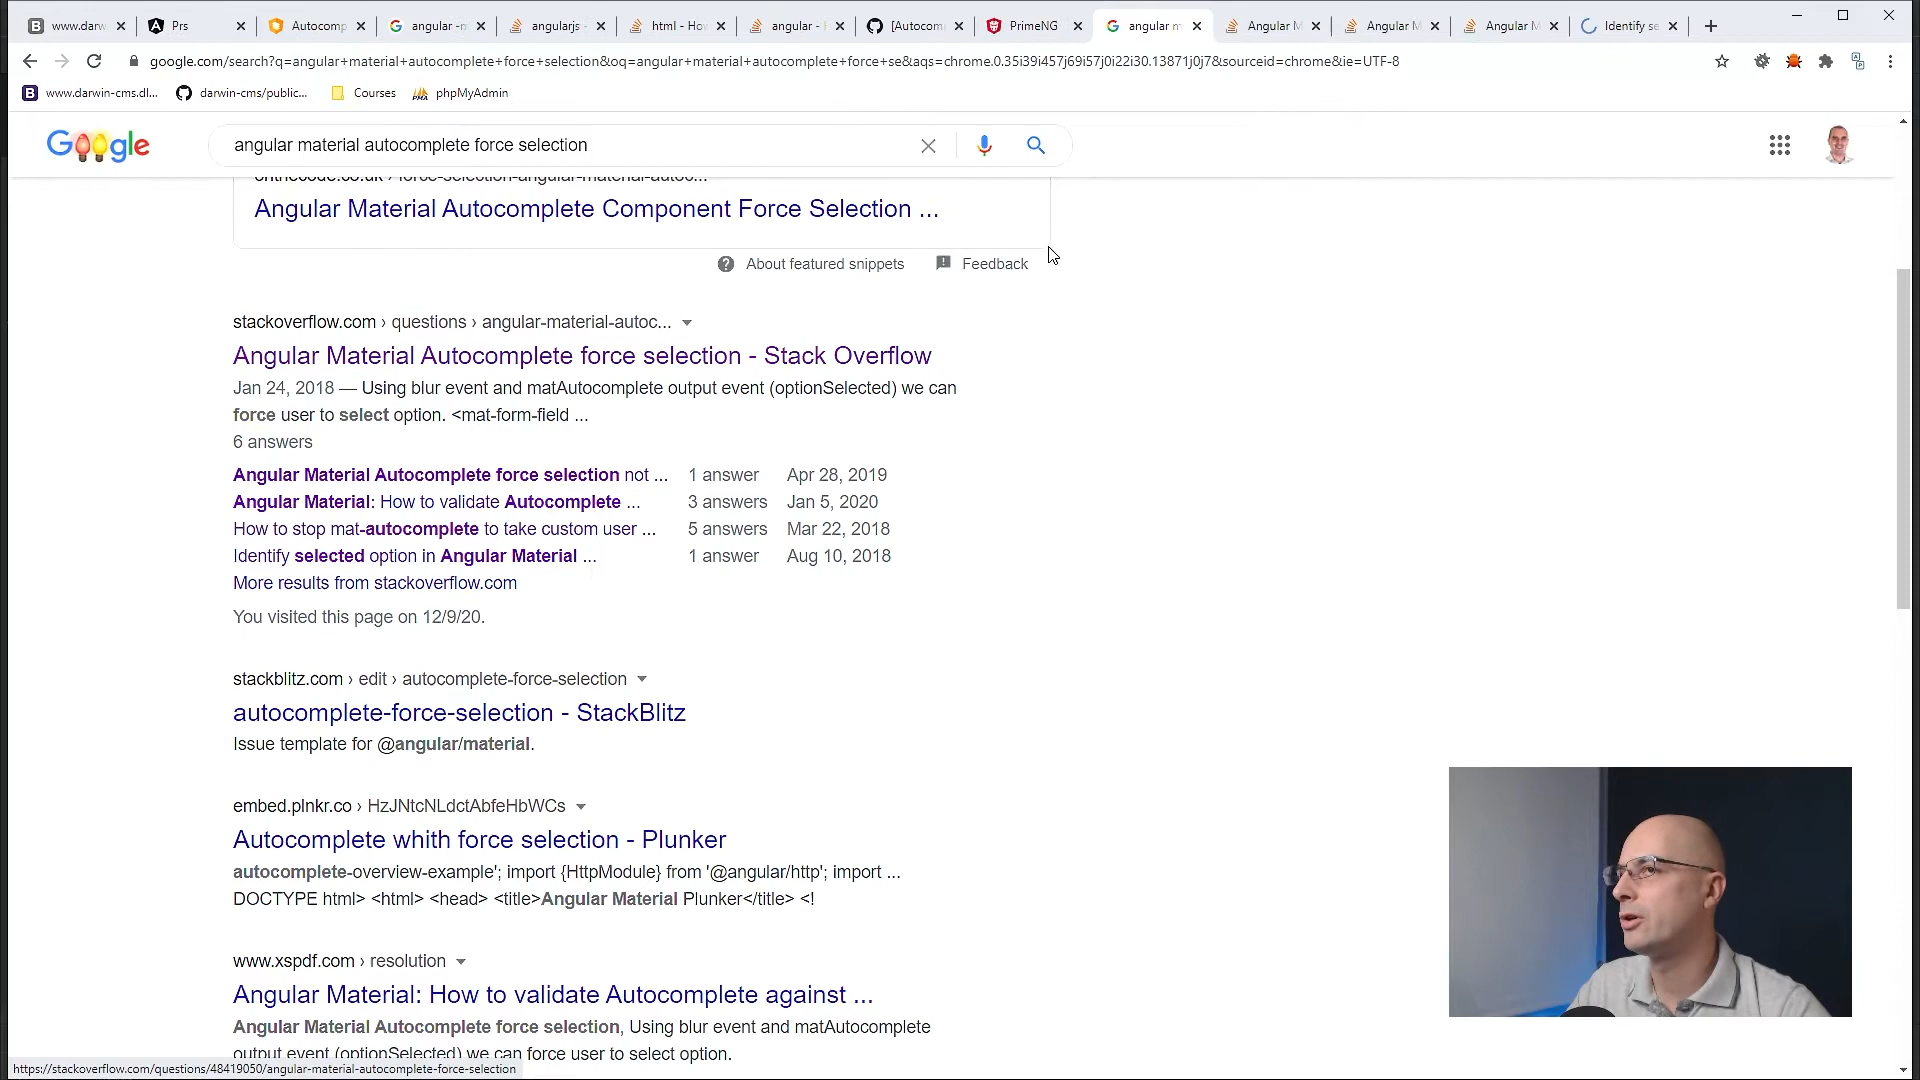 www.darw
Prs
Autocomp
angular -m
angularjs -
html - Hov
angular -
[Autocom
PrimeNG
angular m
Angular M
Angular M
Angular M
Identify se
google.com/search?q=angular+material+autocomplete+force+selection&oq=angular+material+autocomplete+force+se&aqs=chrome.0.35i39i457j69i57j0i22i30.13871j0j7&sourceid=chrome&ie=UTF-8
www.darwin-cms.dl...
darwin-cms/public...
Courses
phpMyAdmin
Google
angular material autocomplete force selection
onthecode.co.uk › force-selection-angular-material-autoc...
Angular Material Autocomplete Component Force Selection ...
About featured snippets
Feedback
stackoverflow.com › questions › angular-material-autoc...
Angular Material Autocomplete force selection - Stack Overflow
Jan 24, 2018 — Using blur event and matAutocomplete output event (optionSelected) we can
force user to select option. <mat-form-field ...
6 answers
Angular Material Autocomplete force selection not ... 1 answer Apr 28, 2019
Angular Material: How to validate Autocomplete ... 3 answers Jan 5, 2020
How to stop mat-autocomplete to take custom user ... 5 answers Mar 22, 2018
Identify selected option in Angular Material ... 1 answer Aug 10, 2018
More results from stackoverflow.com
You visited this page on 12/9/20.
stackblitz.com › edit › autocomplete-force-selection
autocomplete-force-selection - StackBlitz
Issue template for @angular/material.
embed.plnkr.co › HzJNtcNLdctAbfeHbWCs
Autocomplete whith force selection - Plunker
autocomplete-overview-example'; import {HttpModule} from '@angular/http'; import ...
DOCTYPE html> <html> <head> <title>Angular Material Plunker</title> <!
www.xspdf.com › resolution
Angular Material: How to validate Autocomplete against ...
Angular Material Autocomplete force selection, Using blur event and matAutocomplete
output event (optionSelected) we can force user to select option.
https://stackoverflow.com/questions/48419050/angular-material-autocomplete-force-selection